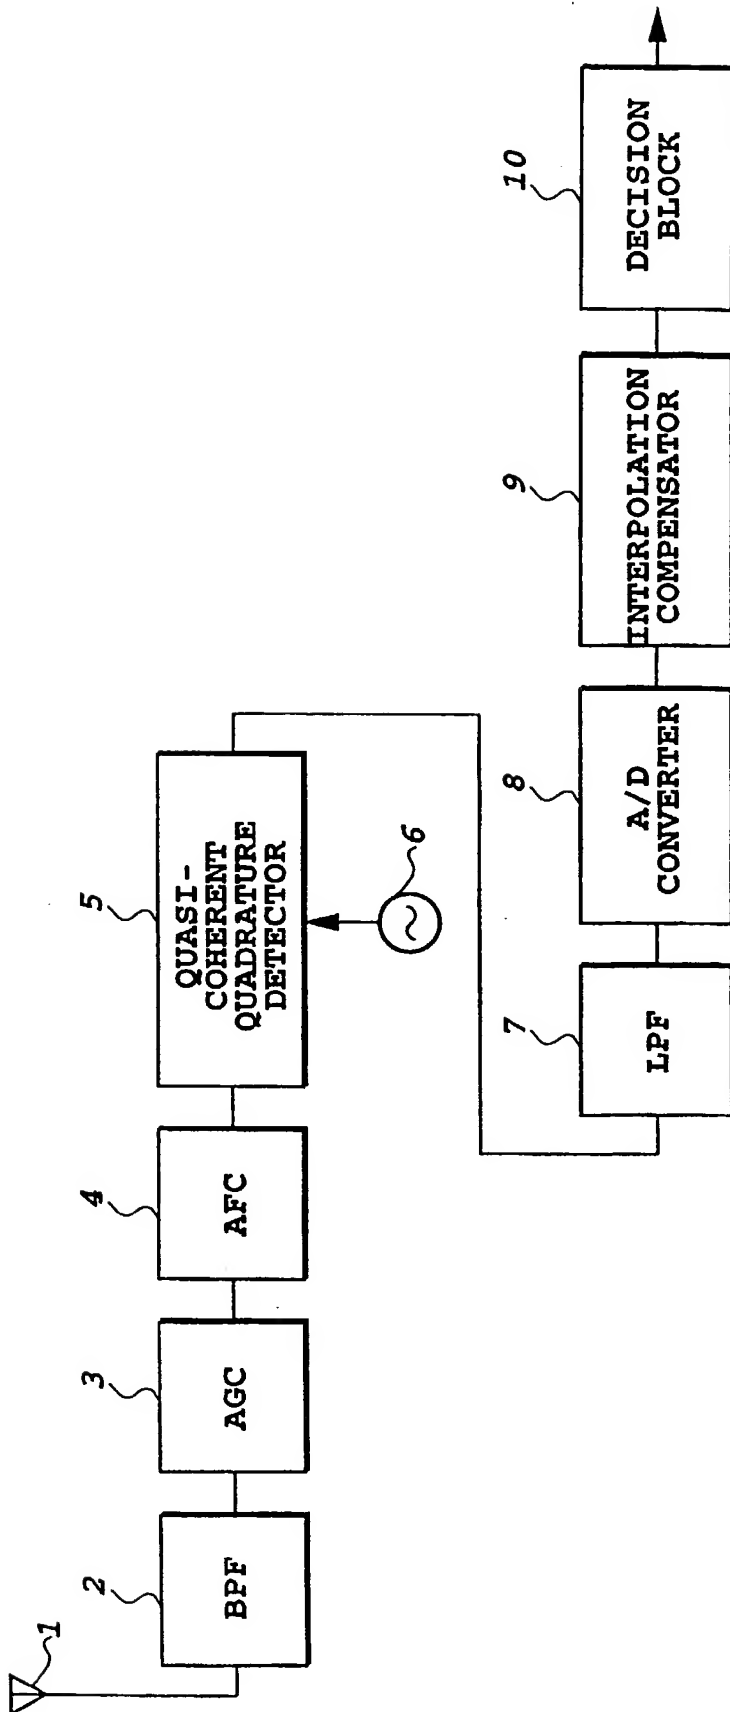 1
2
BPF
3
AGC
4
AFC
5
QUASI-
COHERENT
QUADRATURE
DETECTOR
6
~
7
LPF
8
A/D
CONVERTER
9
INTERPOLATION
COMPENSATOR
10
DECISION
BLOCK